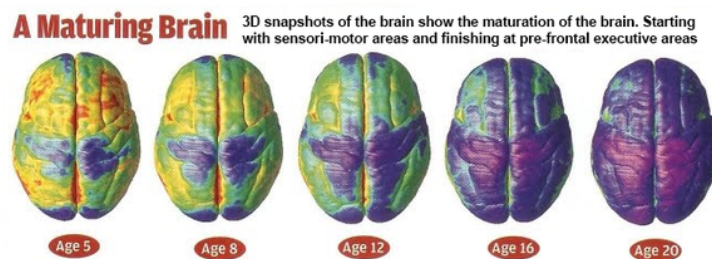 A Maturing Brain
3D snapshots of the brain show the maturation of the brain. Starting
with sensori-motor areas and finishing at pre-frontal executive areas
Age 5
Age 8
Age 12
Age 16
Age 20